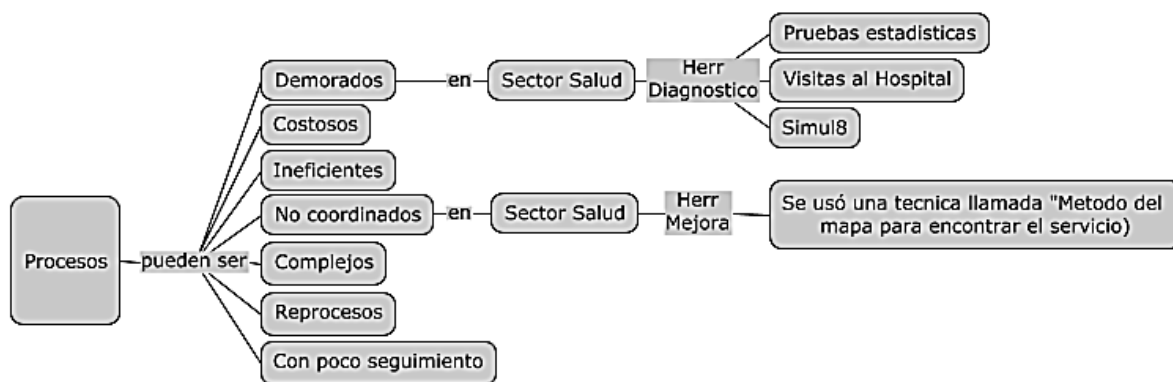 Procesos
pueden ser
Demorados
en
Sector Salud
Herr
Diagnostico
Pruebas estadisticas
Visitas al Hospital
Simul8
Costosos
Ineficientes
No coordinados
en
Sector Salud
Herr
Mejora
Se usó una tecnica llamada "Metodo del
mapa para encontrar el servicio)
Complejos
Reprocesos
Con poco seguimiento